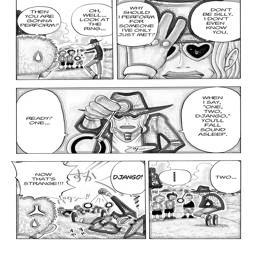 DON'T
BE SILLY.
I DON'T
EVEN
KNOW
YOU.
WHY
SHOULD
I PERFORM
FOR
SOMEONE
I'VE ONLY
JUST MET!
OH,
WELL...
LOOK AT
THE
RING...
THEN
YOU ARE
GONNA
PERFORM!
WHEN
I SAY,
"ONE,
TWO,
DJANGO,"
YOU'LL
FALL
SOUND
ASLEEP.
READY?
ONE...
TWO...
!
DJANGO!
NOW
THAT'S
STRANGE!!!!